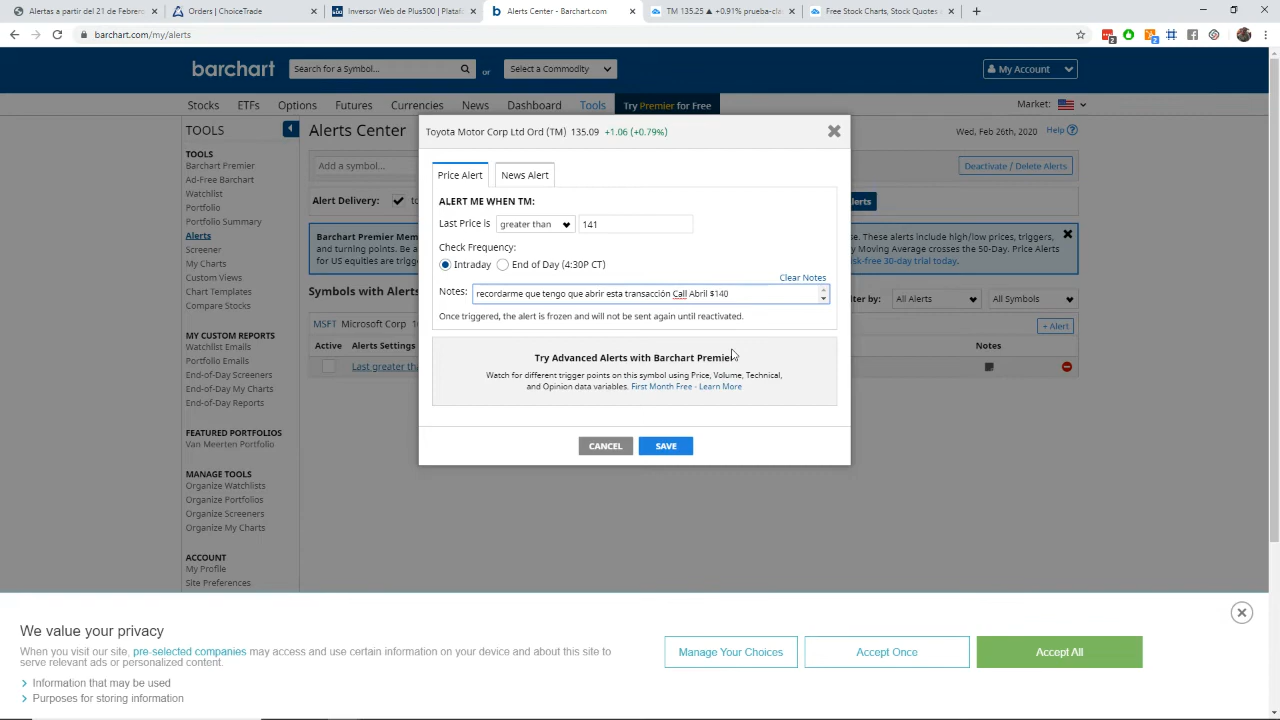 Alertas a partir del 21 de Febrero
Orders | ChoiceTrade
Inversor Web de Plus500 | Plataf
Alerts Center - Barchart.com
TM 135.25 ▲ +0.91% prueba-clas
Free Stock Charts, Stock Quotes
barchart.com/my/alerts
2
2
barchart
Search for a Symbol...
or
Select a Commodity
My Account
Stocks ETFs Options Futures Currencies News Dashboard Tools Try Premier for Free
Market:
TOOLS
Alerts Center
Wed, Feb 26th, 2020 Help ?
Toyota Motor Corp Ltd Ord (TM) 135.09 +1.06 (+0.79%)
TOOLS
Barchart Premier
Ad-Free Barchart
Watchlist
Portfolio
Portfolio Summary
Alerts
Screener
My Charts
Custom Views
Chart Templates
Compare Stocks
MY CUSTOM REPORTS
Watchlist Emails
Portfolio Emails
End-of-Day Screeners
End-of-Day My Charts
End-of-Day Reports
FEATURED PORTFOLIOS
Van Meerten Portfolio
MANAGE TOOLS
Organize Watchlists
Organize Portfolios
Organize Screeners
Organize My Charts
ACCOUNT
My Profile
Site Preferences
Add a symbol...
Deactivate / Delete Alerts
Alert Delivery:
to
Barchart Premier Mem
and turning points. Be a
for US equities are trigg
These alerts include high/low prices, triggers,
y Moving Average crosses the 50-Day. Price Alerts
sk-free 30-day trial today.
Symbols with Alerts
All Alerts
All Symbols
MSFT Microsoft Corp
+ Alert
Active Alerts Settings
Notes
Last greater tha
Price Alert
News Alert
ALERT ME WHEN TM:
Last Price is greater than 141
Check Frequency:
Intraday End of Day (4:30P CT)
Clear Notes
Notes: recordarme que tengo que abrir esta transacción Call Abril $140
Once triggered, the alert is frozen and will not be sent again until reactivated.
Try Advanced Alerts with Barchart Premier
Watch for different trigger points on this symbol using Price, Volume, Technical,
and Opinion data variables. First Month Free - Learn More
CANCEL SAVE
We value your privacy
When you visit our site, pre-selected companies may access and use certain information on your device and about this site to
serve relevant ads or personalized content.
Information that may be used
Purposes for storing information
Manage Your Choices
Accept Once
Accept All